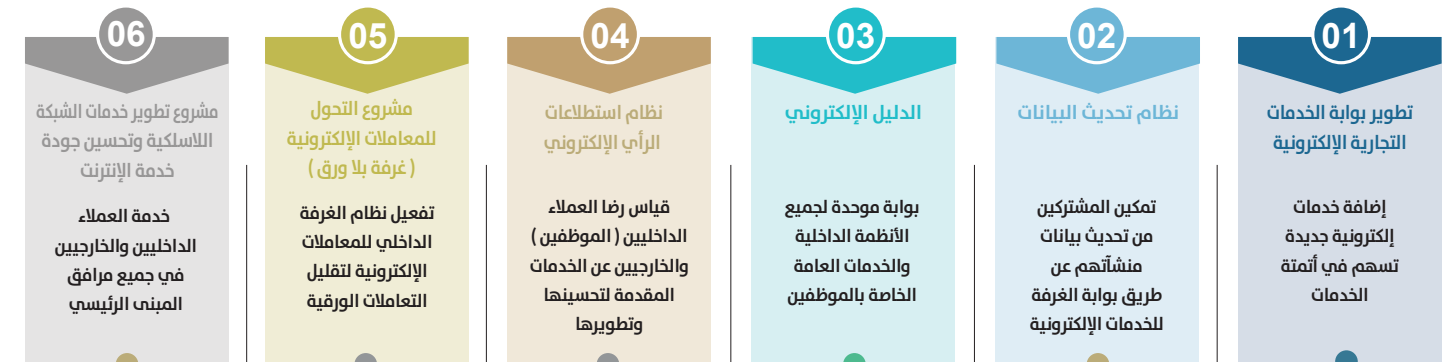 01
تطوير بوابة الخدمات
التجارية الإلكترونية
إضافة خدمات
إلكترونية جديدة
تسهم في أتمتة
الخدمات
02
نظام تحديث البيانات
تمكين المشتركين
من تحديث بيانات
منشآتهم عن
طريق بوابة الغرفة
للخدمات الإلكترونية
03
الدليل الإلكتروني
بوابة موحدة لجميع
الأنظمة الداخلية
والخدمات العامة
الخاصة بالموظفين
04
نظام استطلاعات
الرأي الإلكتروني
قياس رضا العملاء
الداخليين ( الموظفين )
والخارجيين عن الخدمات
المقدمة لتحسينها
وتطويرها
05
مشروع التحول
للمعاملات الإلكترونية
( غرفة بلا ورق )
تفعيل نظام الغرفة
الداخلي للمعاملات
الإلكترونية لتقليل
التعاملات الورقية
06
مشروع تطوير خدمات الشبكة
اللاسلكية وتحسين جودة
خدمة الإنترنت
خدمة العملاء
الداخليين والخارجيين
في جميع مرافق
المبنى الرئيسي